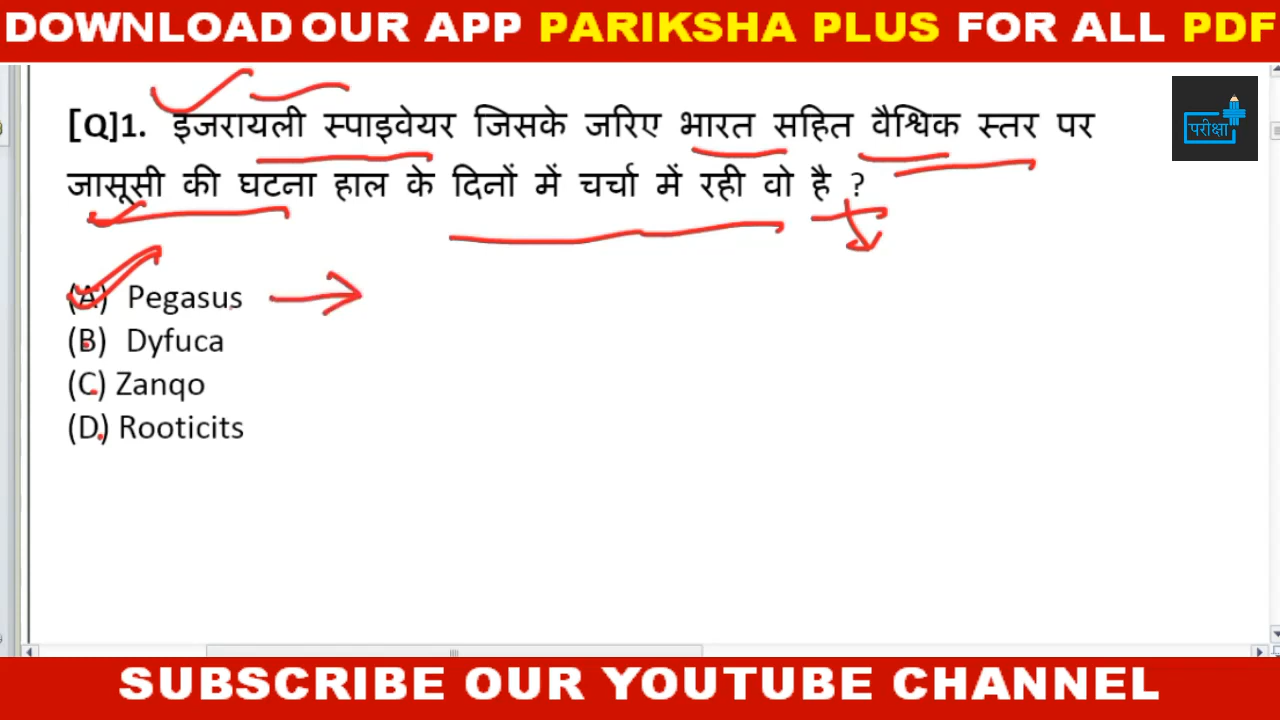 DOWNLOAD OUR APP PARIKSHA PLUS FOR ALL PDF
परीक्षा
[Q]1. इजरायली स्पाइवेयर जिसके जरिए भारत सहित वैश्विक स्तर पर
जासूसी की घटना हाल के दिनों में चर्चा में रही वो है ?
(A) Pegasus
(B) Dyfuca
(C) Zanqo
(D) Rooticits
SUBSCRIBE OUR YOUTUBE CHANNEL